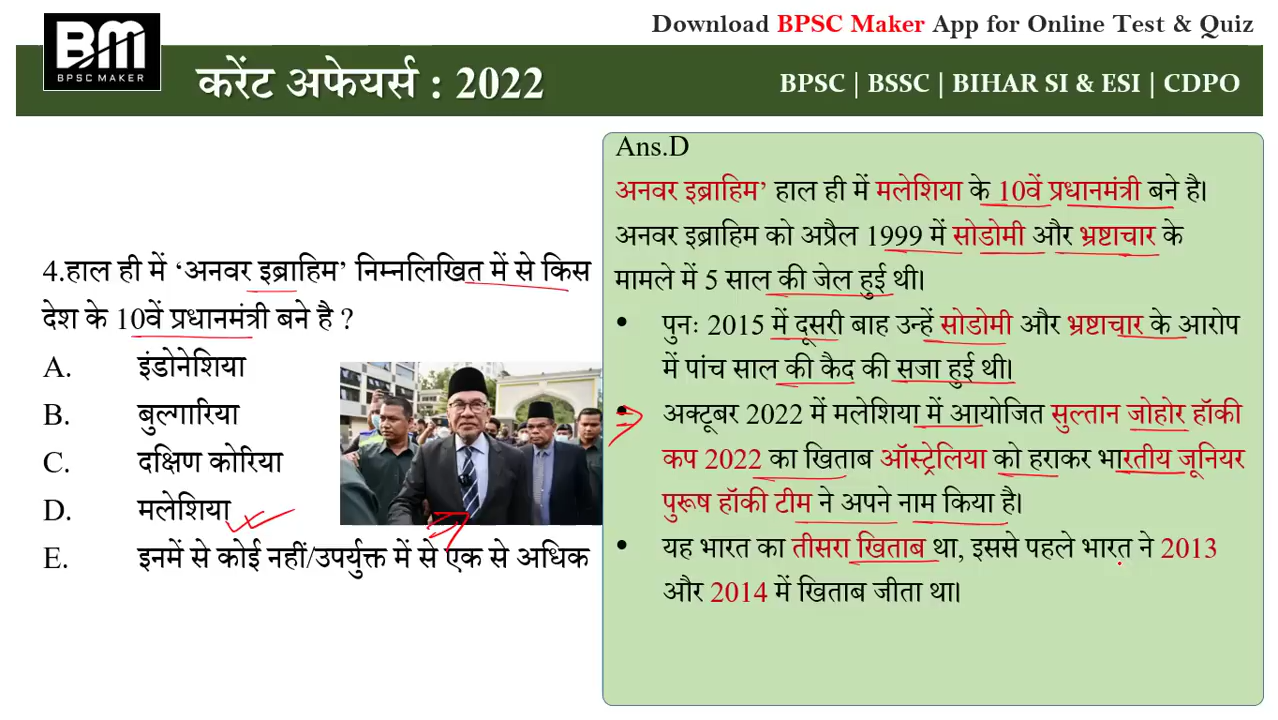 Download BPSC Maker App for Online Test & Quiz
BM
BPSC MAKER
करेंट अफेयर्स : 2022
BPSC | BSSC | BIHAR SI & ESI | CDPO
4.हाल ही में ‘अनवर इब्राहिम’ निम्नलिखित में से किस
देश के 10वें प्रधानमंत्री बने है ?
A. इंडोनेशिया
B. बुल्गारिया
C. दक्षिण कोरिया
D. मलेशिया
E. इनमें से कोई नहीं/उपर्युक्त में से एक से अधिक
Ans.D
अनवर इब्राहिम’ हाल ही में मलेशिया के 10वें प्रधानमंत्री बने है।
अनवर इब्राहिम को अप्रैल 1999 में सोडोमी और भ्रष्टाचार के
मामले में 5 साल की जेल हुई थी।
• पुनः 2015 में दूसरी बाह उन्हें सोडोमी और भ्रष्टाचार के आरोप
में पांच साल की कैद की सजा हुई थी।
• अक्टूबर 2022 में मलेशिया में आयोजित सुल्तान जोहोर हॉकी
कप 2022 का खिताब ऑस्ट्रेलिया को हराकर भारतीय जूनियर
पुरूष हॉकी टीम ने अपने नाम किया है।
• यह भारत का तीसरा खिताब था, इससे पहले भारत ने 2013
और 2014 में खिताब जीता था।